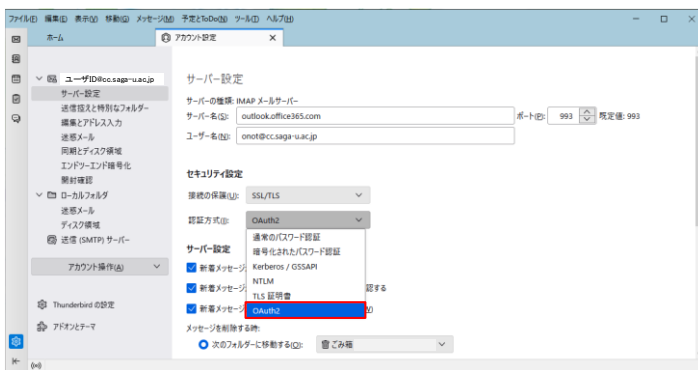 ファイル(F) 編集(E) 表示(V) 移動(G) メッセージ(M) 予定とToDo(N) ツール(T) ヘルプ(H)
ホーム
アカウント設定
ユーザID@cc.saga-u.ac.jp
サーバー設定
送信控えと特別なフォルダー
編集とアドレス入力
迷惑メール
同期とディスク領域
エンドツーエンド暗号化
開封確認
ローカルフォルダ
迷惑メール
ディスク領域
送信 (SMTP) サーバー
アカウント操作(A)
Thunderbird の設定
アドオンとテーマ
サーバー設定
サーバーの種類: IMAP メールサーバー
サーバー名(S): outlook.office365.com ポート(P): 993 既定値: 993
ユーザー名(N): onot@cc.saga-u.ac.jp
セキュリティ設定
接続の保護(U): SSL/TLS
認証方式(I): OAuth2
通常のパスワード認証
暗号化されたパスワード認証
Kerberos / GSSAPI
NTLM
TLS 証明書
OAuth2
サーバー設定
新着メッセージ
新着メッセージ 認する
新着メッセージ
メッセージを削除する時:
次のフォルダーに移動する(O): ごみ箱